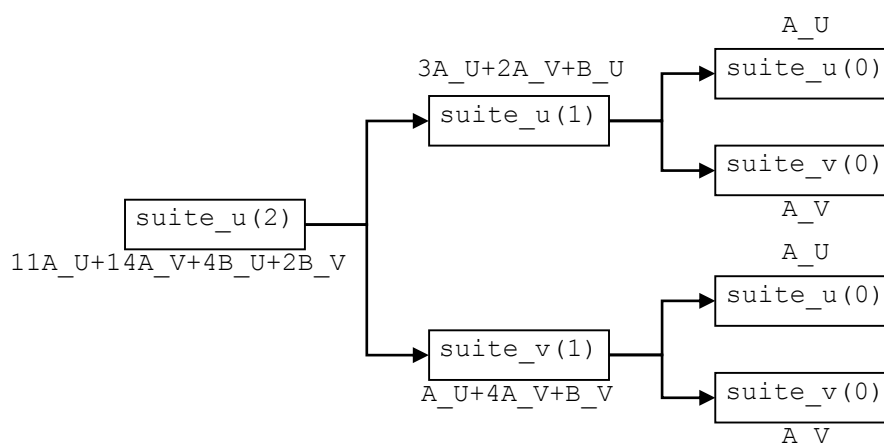 A_U
3A_U+2A_V+B_U
suite_u(0)
suite_u(1)
suite_v(0)
A_V
suite_u(2)
11A_U+14A_V+4B_U+2B_V
A_U
suite_u(0)
suite_v(1)
A_U+4A_V+B_V
suite_v(0)
A_V